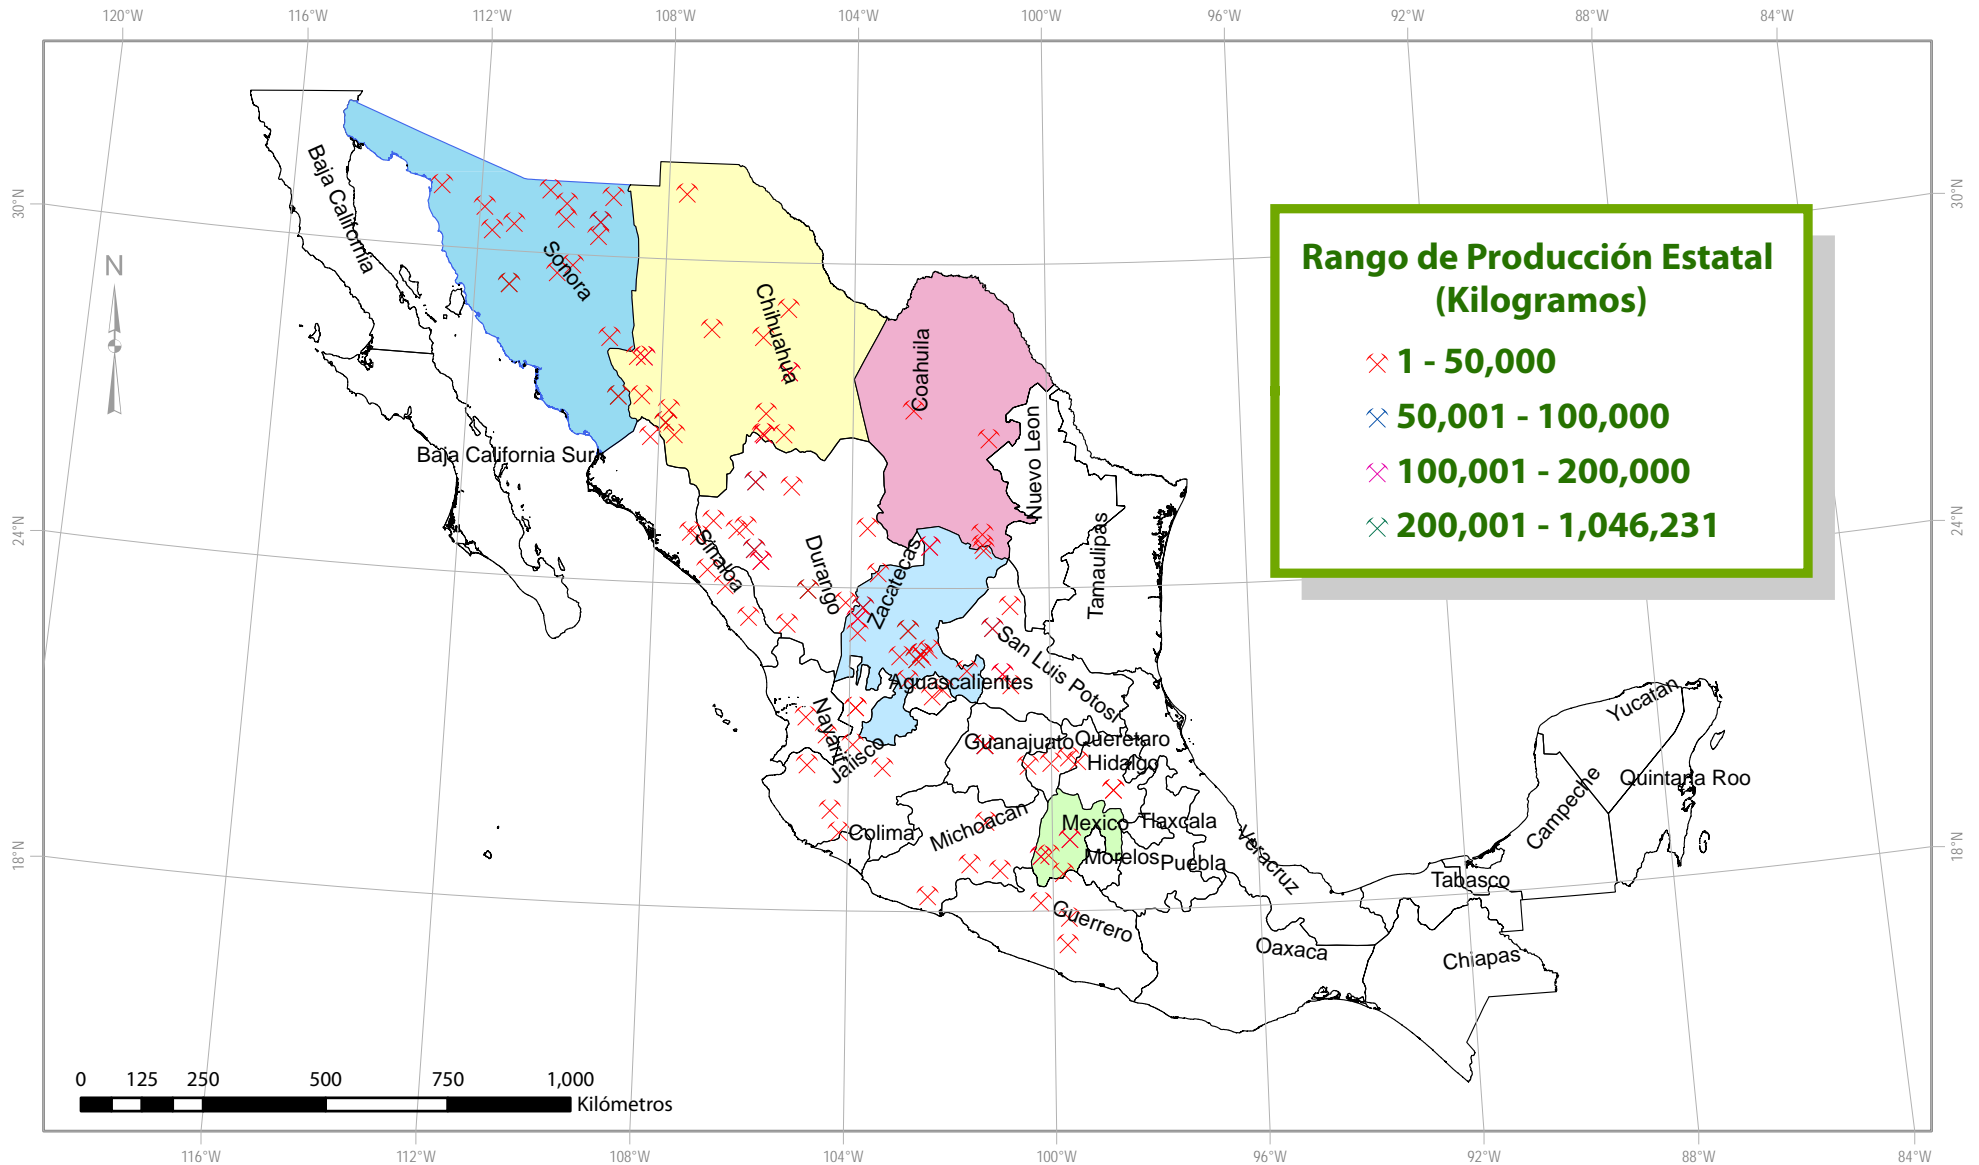 120°W 116°W 112°W 108°W 104°W 100°W 96°W 92°W 88°W 84°W
30°N
30°N
24°N
24°N
18°N
18°N
N
Baja California
Sonora
Chihuahua
Coahuila
Nuevo Leon
Baja California Sur
Tamaulipas
Sinaloa
Durango
Zacatecas
San Luis Potosi
Aguascalientes
Nayarit
Jalisco
Guanajuato
Queretaro
Hidalgo
Colima
Michoacan
Mexico
Tlaxcala
Morelos
Puebla
Veracruz
Guerrero
Oaxaca
Tabasco
Chiapas
Campeche
Yucatan
Quintana Roo
Rango de Producción Estatal
(Kilogramos)
1 - 50,000
50,001 - 100,000
100,001 - 200,000
200,001 - 1,046,231
0 125 250 500 750 1,000
Kilómetros
116°W 112°W 108°W 104°W 100°W 96°W 92°W 88°W 84°W